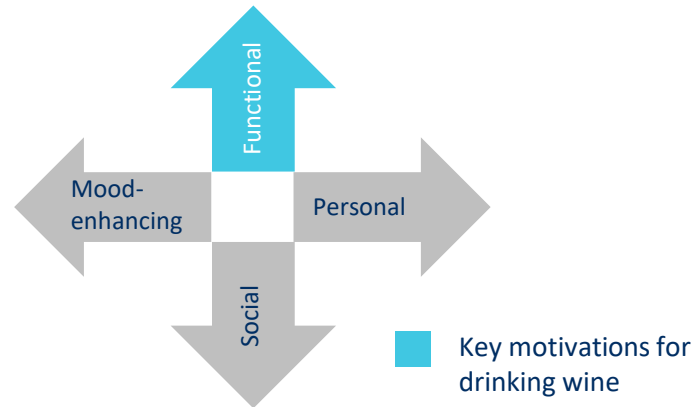 Functional
Mood-
enhancing
Personal
Social
Key motivations for
drinking wine